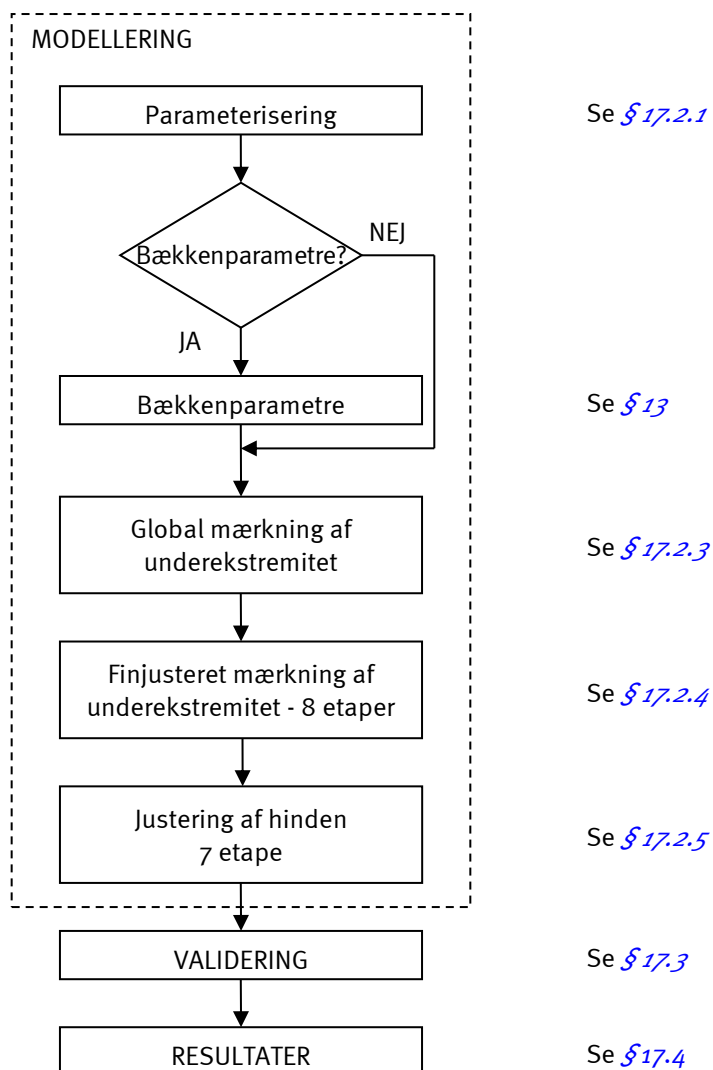 MODELLERING
Parameterisering
Se § 17.2.1
Bækkenparametre?
NEJ
JA
Bækkenparametre
Se § 13
Global mærkning af
underekstremitet
Se § 17.2.3
Finjusteret mærkning af
underekstremitet - 8 etaper
Se § 17.2.4
Justering af hinden
7 etape
Se § 17.2.5
VALIDERING
Se § 17.3
RESULTATER
Se § 17.4